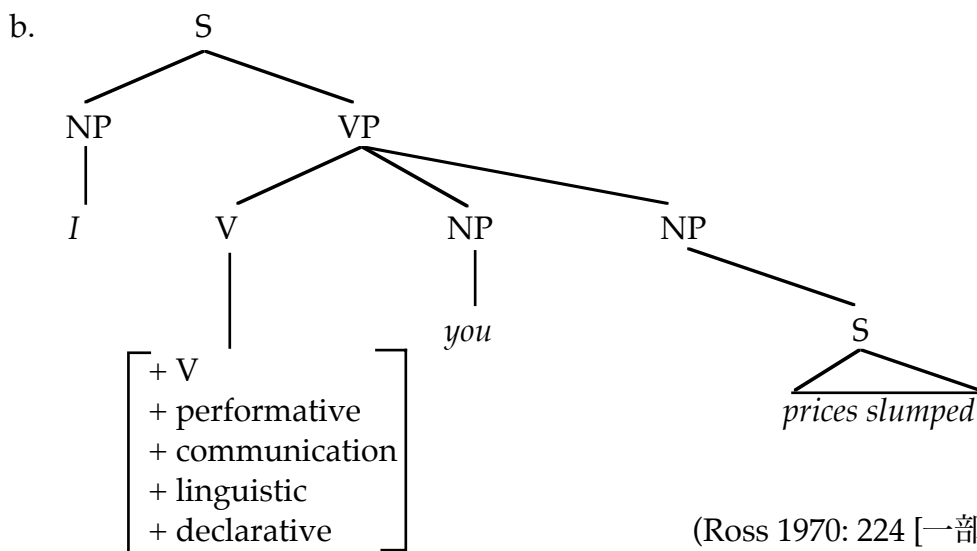 b. S
NP VP
I V NP NP
you S
+ V
+ performative prices slumped
+ communication
+ linguistic
+ declarative (Ross 1970: 224 [一部